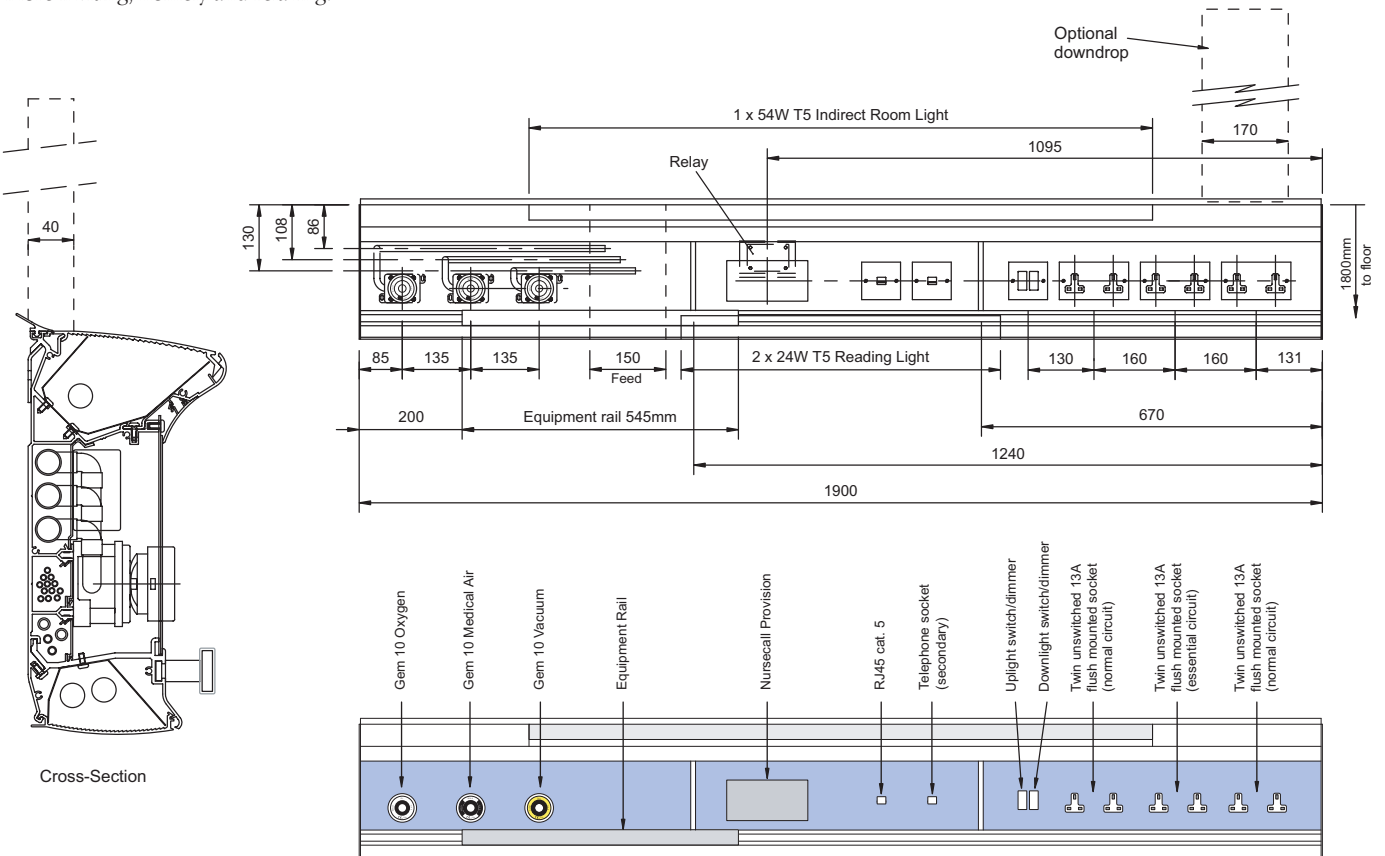 Optional
downdrop
1 x 54W T5 Indirect Room Light
170
1095
Relay
40
130
108
86
1800mm
to floor
85
135
135
150
Feed
2 x 24W T5 Reading Light
130
160
160
131
200
Equipment rail 545mm
670
1240
1900
Gem 10 Oxygen
Gem 10 Medical Air
Gem 10 Vacuum
Equipment Rail
Nursecall Provision
RJ45 cat. 5
Telephone socket
(secondary)
Uplight switch/dimmer
Downlight switch/dimmer
Twin unswitched 13A
flush mounted socket
(normal circuit)
Twin unswitched 13A
flush mounted socket
(essential circuit)
Twin unswitched 13A
flush mounted socket
(normal circuit)
Cross-Section